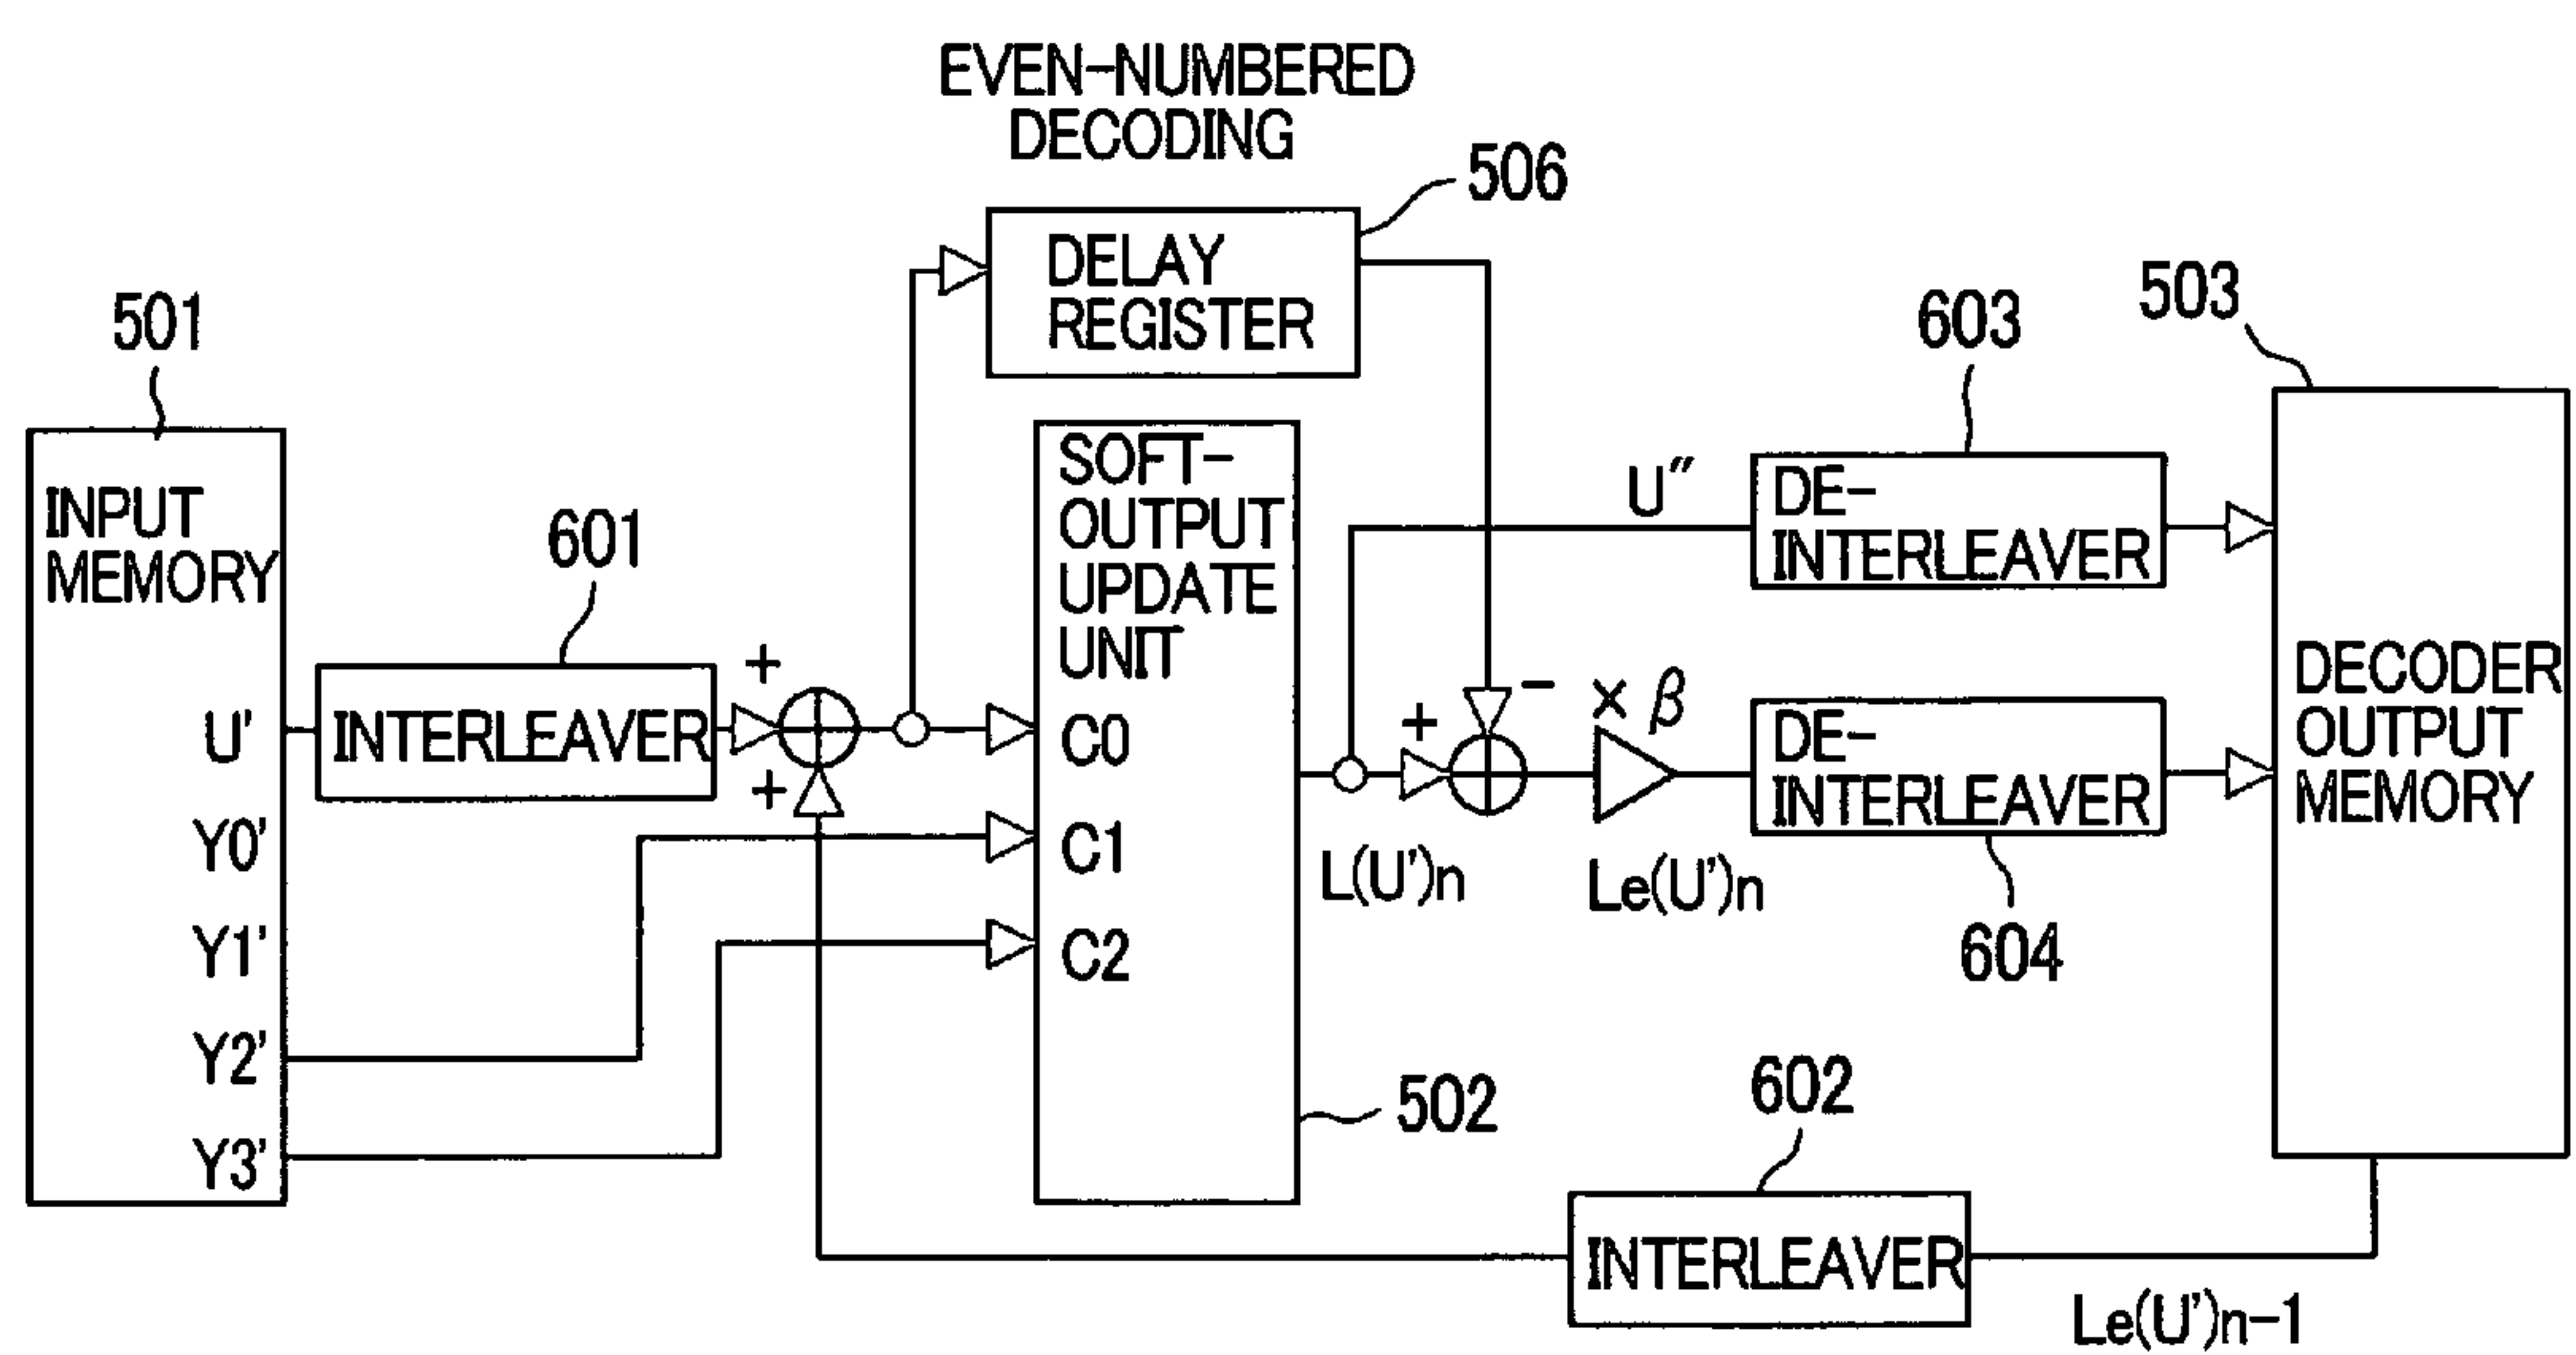 EVEN-NUMBERED
DECODING
506
DELAY
REGISTER
501
INPUT
MEMORY
U'
Y0'
Y1'
Y2'
Y3'
601
INTERLEAVER
+
+
SOFT-
OUTPUT
UPDATE
UNIT
C0
C1
C2
502
L(U')n
+
−
× β
Le(U')n
U"
603
DE-
INTERLEAVER
DE-
INTERLEAVER
604
503
DECODER
OUTPUT
MEMORY
602
INTERLEAVER
Le(U')n-1